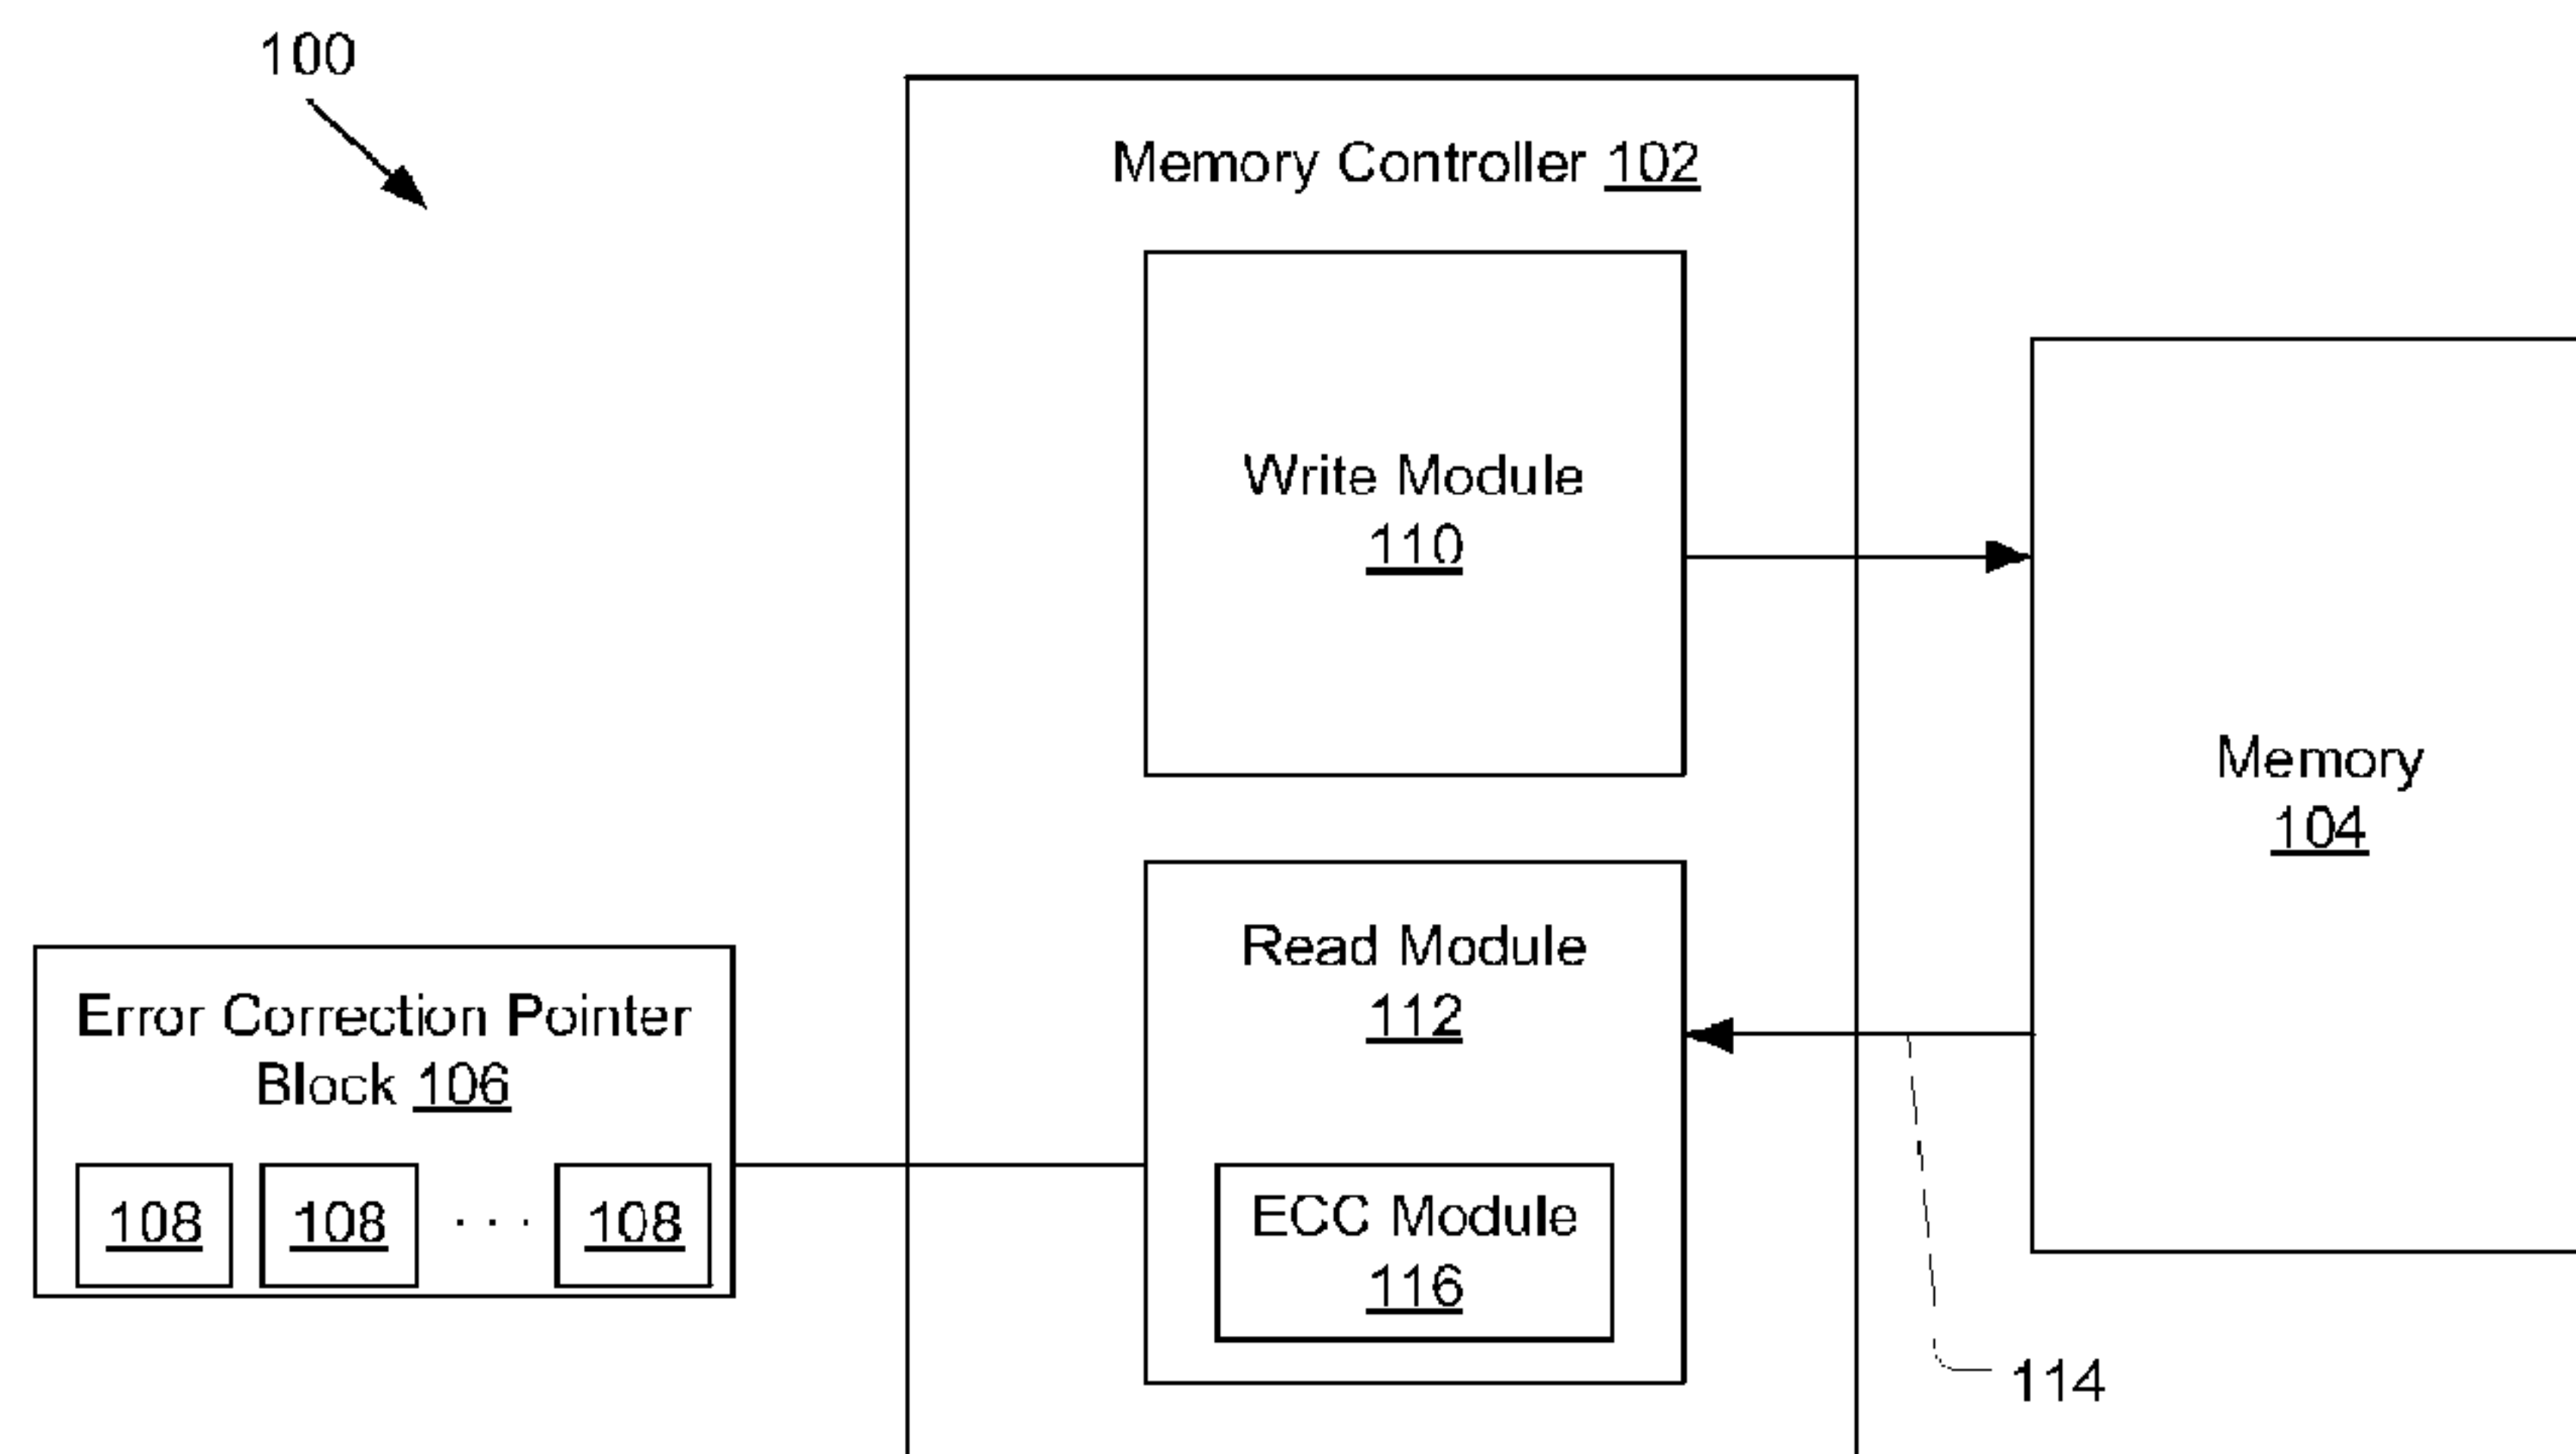 100
Memory Controller 102
Write Module
110
Memory
104
Read Module
112
Error Correction Pointer
Block 106
108 108 . . . 108
ECC Module
116
114